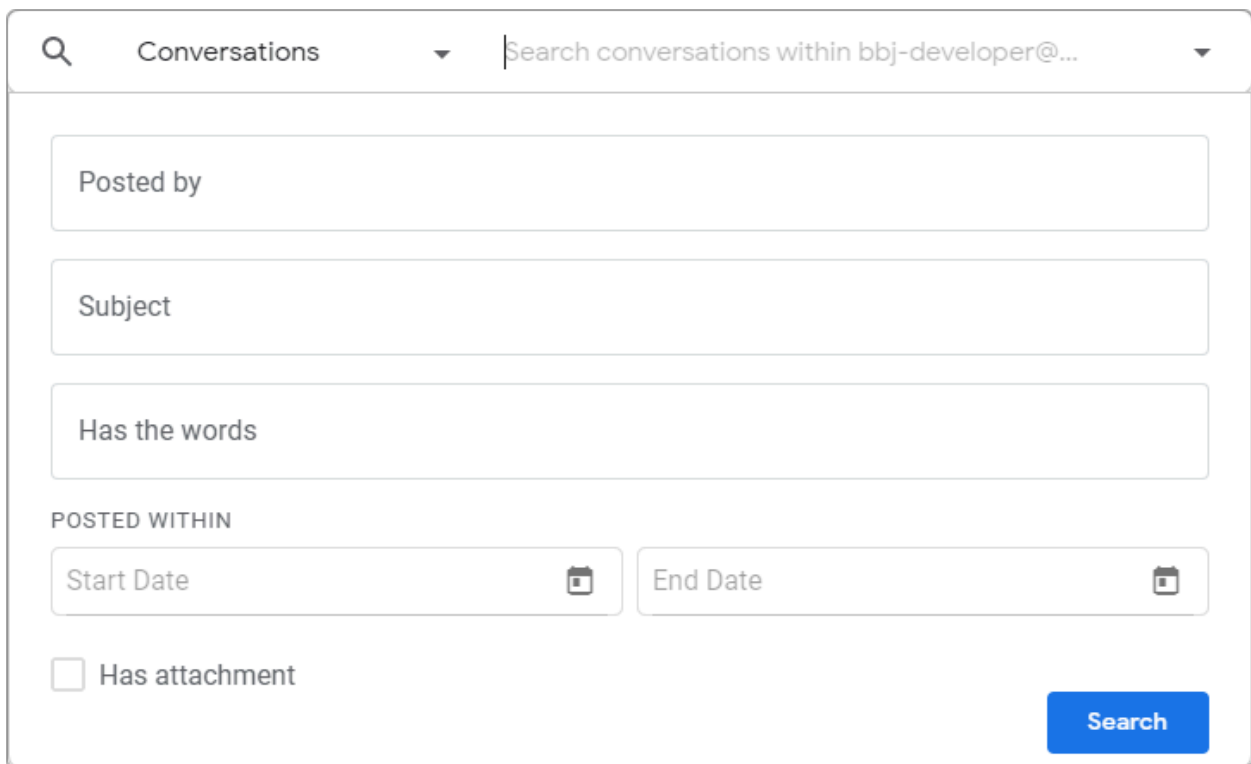 Conversations Search conversations within bbj-developer@...
Posted by
Subject
Has the words
POSTED WITHIN
Start Date End Date
Has attachment
Search